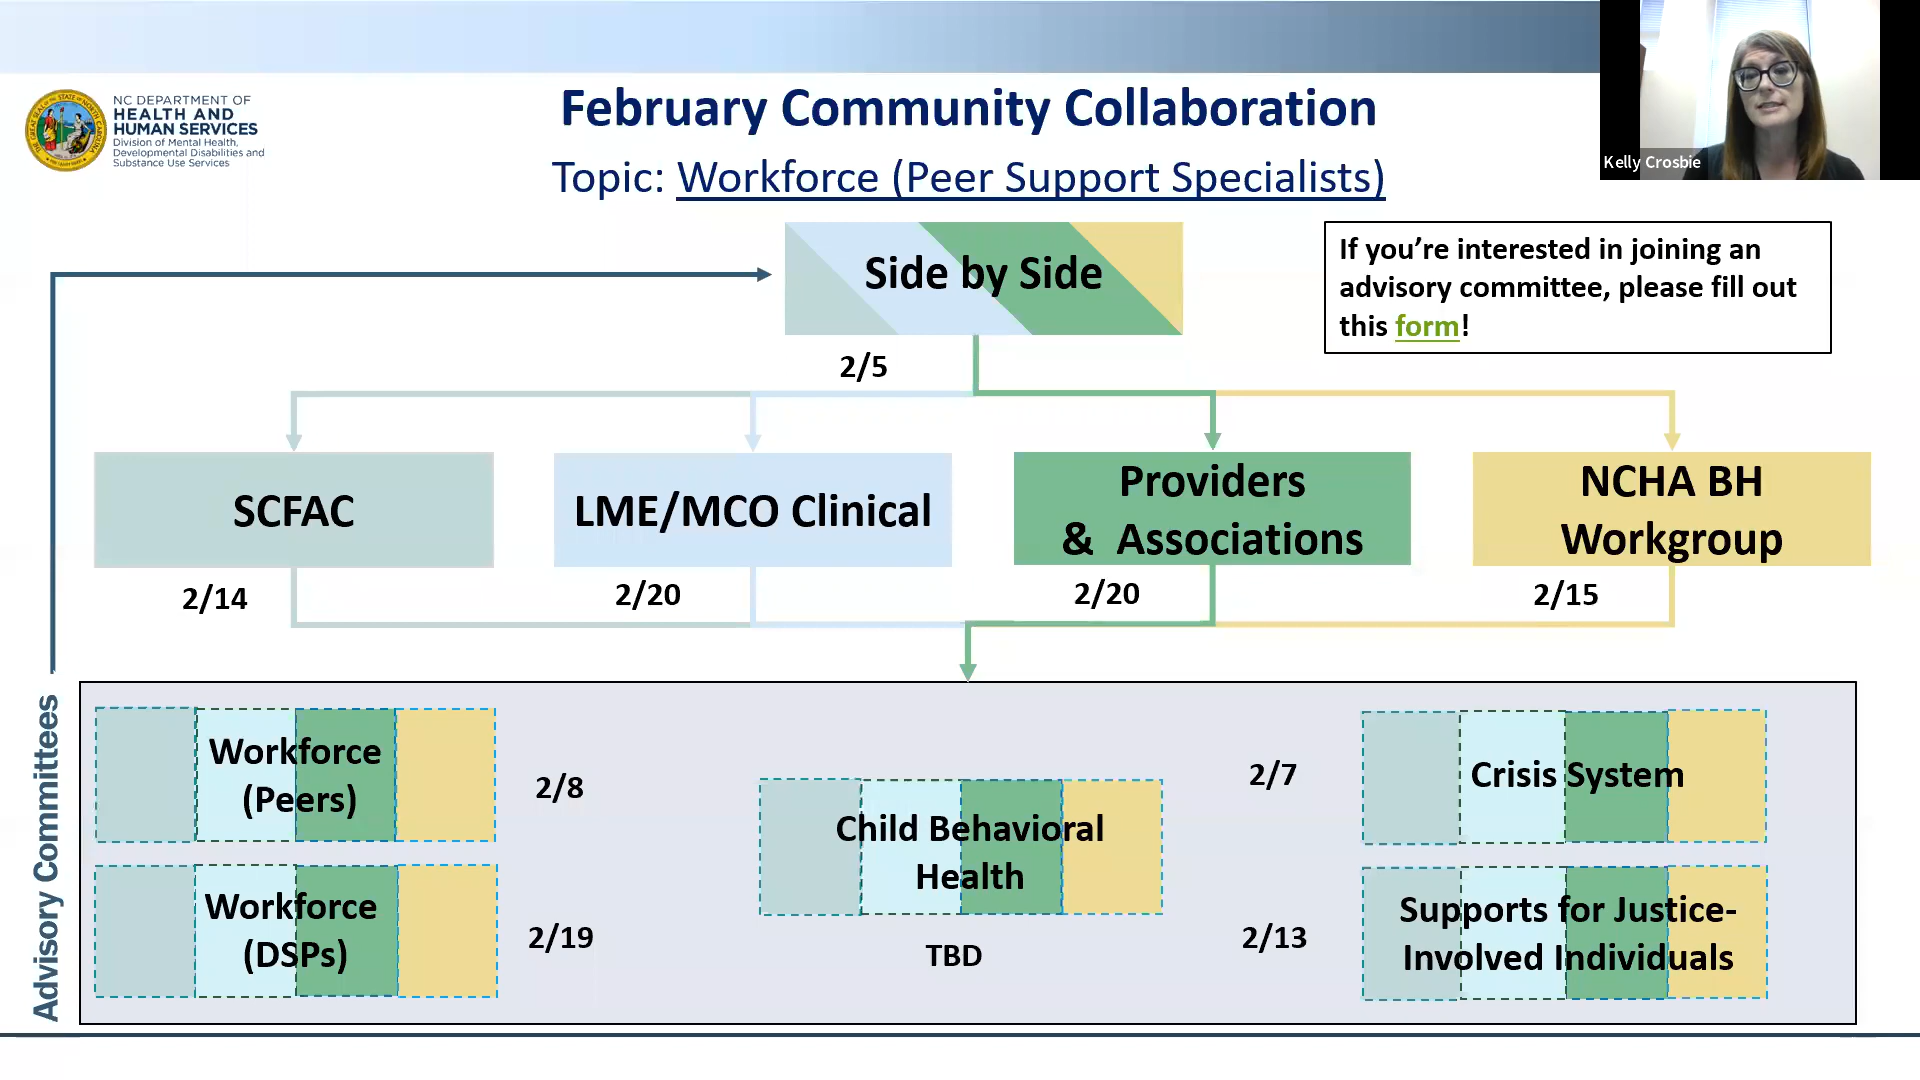 NC DEPARTMENT OF
HEALTH AND
HUMAN SERVICES
Division of Mental Health,
Developmental Disabilities and
Substance Use Services
February Community Collaboration
Topic: Workforce (Peer Support Specialists)
Kelly Crosbie
Side by Side
If you’re interested in joining an
advisory committee, please fill out
this form!
2/5
SCFAC
LME/MCO Clinical
Providers
& Associations
NCHA BH
Workgroup
2/14
2/20
2/20
2/15
Advisory Committees
Workforce
(Peers)
2/8
Workforce
(DSPs)
2/19
Child Behavioral
Health
TBD
2/7
Crisis System
2/13
Supports for Justice-
Involved Individuals